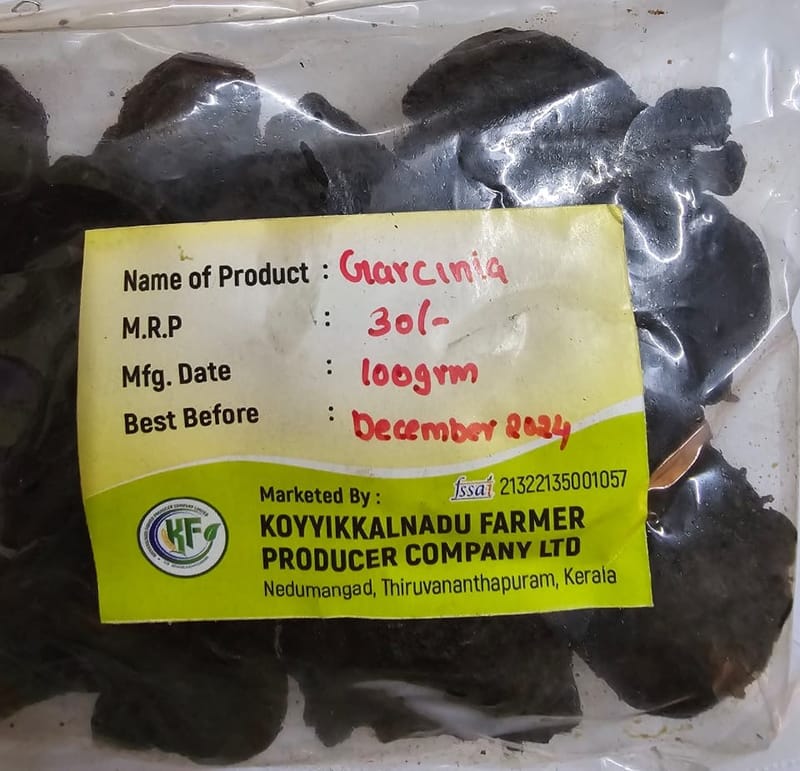 Name of Product : Garcinia
M.R.P : 30/-
Mfg. Date : 100grm
Best Before : December 2024
Marketed By :
fssai 21322135001057
KOYYIKKALNADU FARMER
PRODUCER COMPANY LTD
Nedumangad, Thiruvananthapuram, Kerala
KF